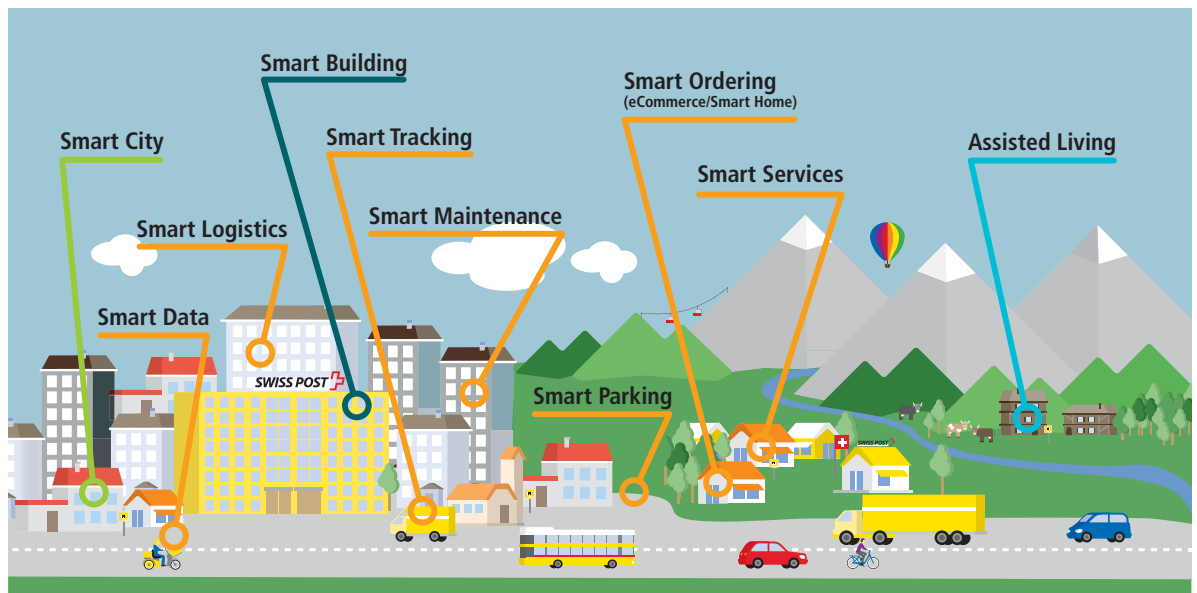 Smart Building
Smart Ordering
(eCommerce/Smart Home)
Smart City
Smart Tracking
Assisted Living
Smart Services
Smart Logistics
Smart Maintenance
Smart Data
SWISS POST
Smart Parking
SWISS POST